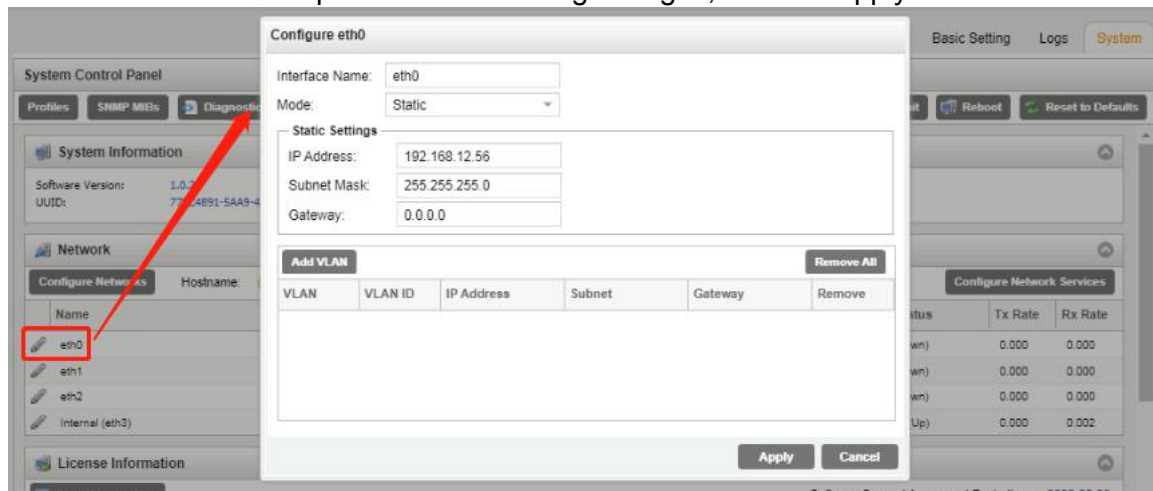 Configure eth0
Basic Setting Logs System
System Control Panel
Interface Name: eth0
Profiles SNMP MIBs Reboot Reset to Defaults
Mode: Static
Static Settings
System Information
IP Address: 192.168.12.56
Software Version:
Subnet Mask: 255.255.255.0
UUID:
Gateway: 0.0.0.0
Network
Add VLAN Remove All
Configure Networks Hostname: Configure Network Services
VLAN VLAN ID IP Address Subnet Gateway Remove
Name Tx Rate Rx Rate
eth0 0.000 0.000
eth1 0.000 0.000
eth2 0.000 0.000
Internal (eth3) Up) 0.000 0.002
Apply Cancel
License Information